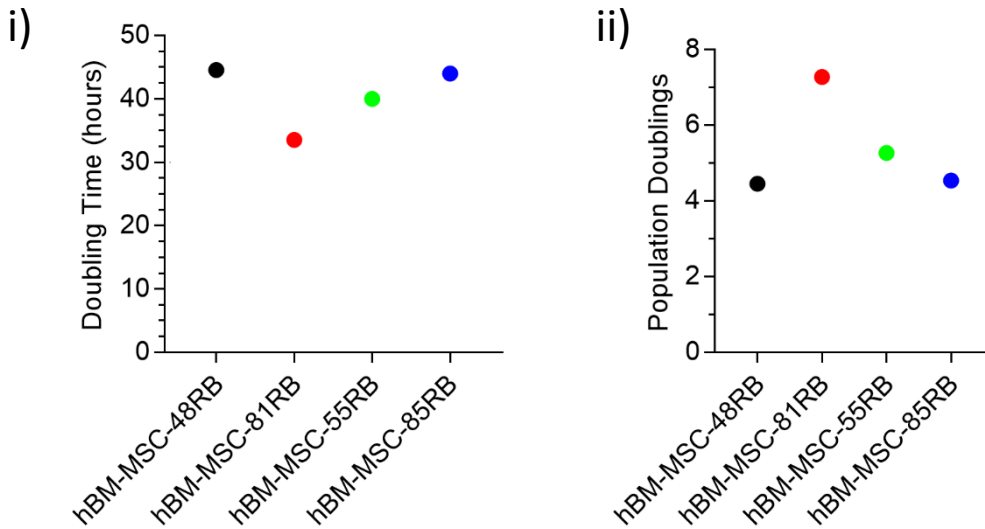 i)
Doubling Time (hours)
50
40
30
20
10
0
hBM-MSC-48RB
hBM-MSC-81RB
hBM-MSC-55RB
hBM-MSC-85RB
ii)
Population Doublings
8
6
4
2
0
hBM-MSC-48RB
hBM-MSC-81RB
hBM-MSC-55RB
hBM-MSC-85RB